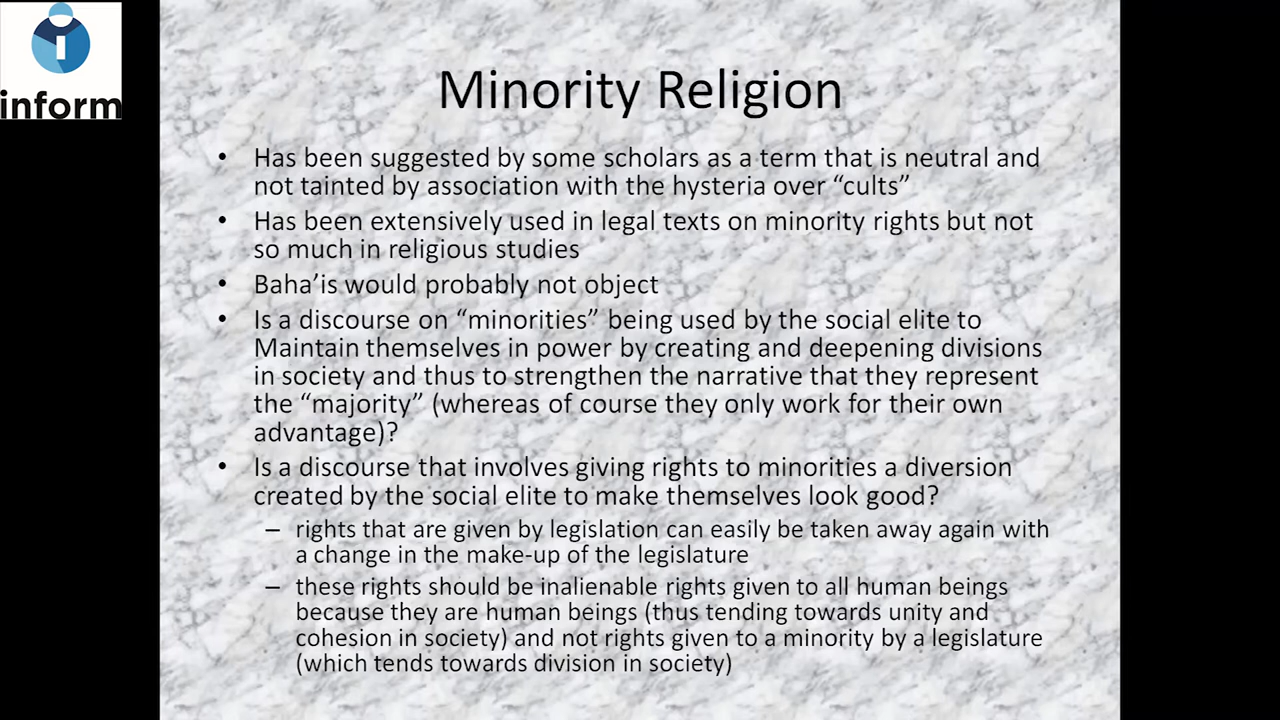 inform
Minority Religion
• Has been suggested by some scholars as a term that is neutral and
not tainted by association with the hysteria over “cults”
• Has been extensively used in legal texts on minority rights but not
so much in religious studies
• Baha’is would probably not object
• Is a discourse on “minorities” being used by the social elite to
Maintain themselves in power by creating and deepening divisions
in society and thus to strengthen the narrative that they represent
the “majority” (whereas of course they only work for their own
advantage)?
• Is a discourse that involves giving rights to minorities a diversion
created by the social elite to make themselves look good?
– rights that are given by legislation can easily be taken away again with
a change in the make-up of the legislature
– these rights should be inalienable rights given to all human beings
because they are human beings (thus tending towards unity and
cohesion in society) and not rights given to a minority by a legislature
(which tends towards division in society)